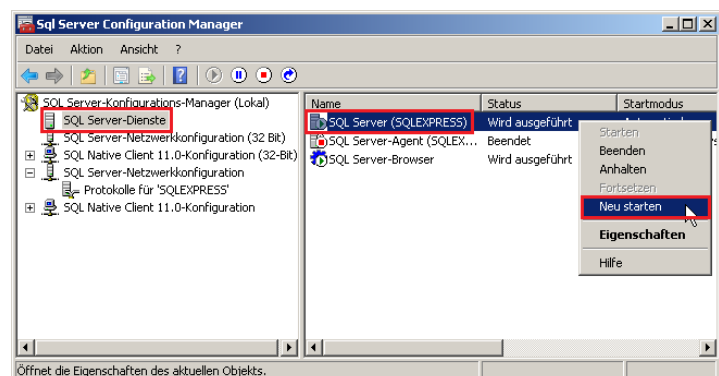 Sql Server Configuration Manager
Datei Aktion Ansicht ?
SQL Server-Konfigurations-Manager (Lokal)
SQL Server-Dienste
SQL Server-Netzwerkkonfiguration (32 Bit)
SQL Native Client 11.0-Konfiguration (32-Bit)
SQL Server-Netzwerkkonfiguration
Protokolle für 'SQLEXPRESS'
SQL Native Client 11.0-Konfiguration
Name Status Startmodus
SQL Server (SQLEXPRESS) Wird ausgeführt
SQL Server-Agent (SQLEX... Beendet
SQL Server-Browser Wird ausgeführt
Starten
Beenden
Anhalten
Fortsetzen
Neu starten
Eigenschaften
Hilfe
Öffnet die Eigenschaften des aktuellen Objekts.